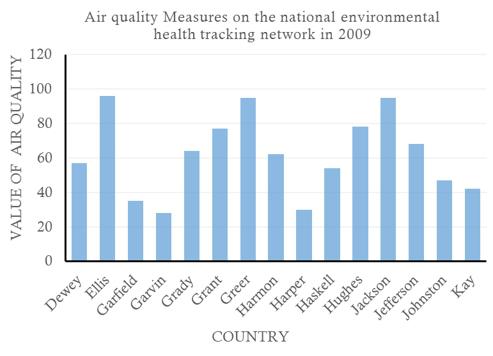 Air quality Measures on the national environmental
health tracking network in 2009
VALUE OF AIR QUALITY
120
100
80
60
40
20
0
Dewey
Ellis
Garfield
Garvin
Grady
Grant
Greer
Harmon
Harper
Haskell
Hughes
Jackson
Jefferson
Johnston
Kay
COUNTRY